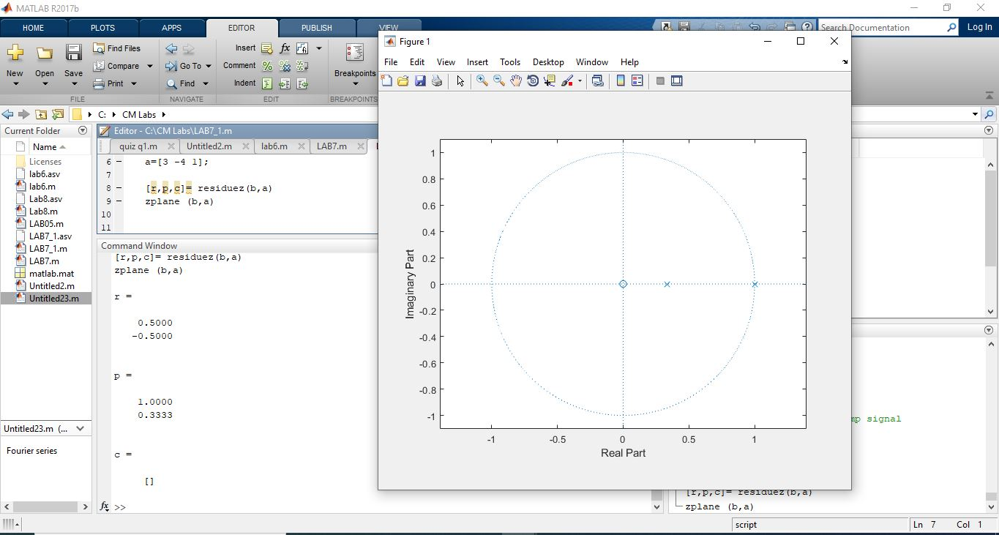 MATLAB R2017b
HOME PLOTS APPS EDITOR PUBLISH VIEW Search Documentation Log In
New Open Save Find Files Compare Print
FILE
Go To Find
NAVIGATE
Insert fx
Comment
Indent
EDIT
Breakpoints
BREAKPOINTS
C: CM Labs
Current Folder
Name
Licenses
lab6.asv
lab6.m
Lab8.asv
Lab8.m
LAB05.m
LAB7_1.asv
LAB7_1.m
LAB7.m
matlab.mat
Untitled2.m
Untitled23.m
Untitled23.m (...
Fourier series
Editor - C:\CM Labs\LAB7_1.m
quiz q1.m Untitled2.m lab6.m LAB7.m
6 - a=[3 -4 1];
7
8 - [r,p,c]= residuez(b,a)
9 - zplane (b,a)
10
11
Command Window
[r,p,c]= residuez(b,a)
zplane (b,a)
r =
0.5000
-0.5000
p =
1.0000
0.3333
c =
[]
fx >>
Figure 1
File Edit View Insert Tools Desktop Window Help
1
0.8
0.6
0.4
0.2
0
-0.2
-0.4
-0.6
-0.8
-1
Imaginary Part
-1 -0.5 0 0.5 1
Real Part
mp signal
[r,p,c]= residuez(b,a)
zplane (b,a)
script Ln 7 Col 1